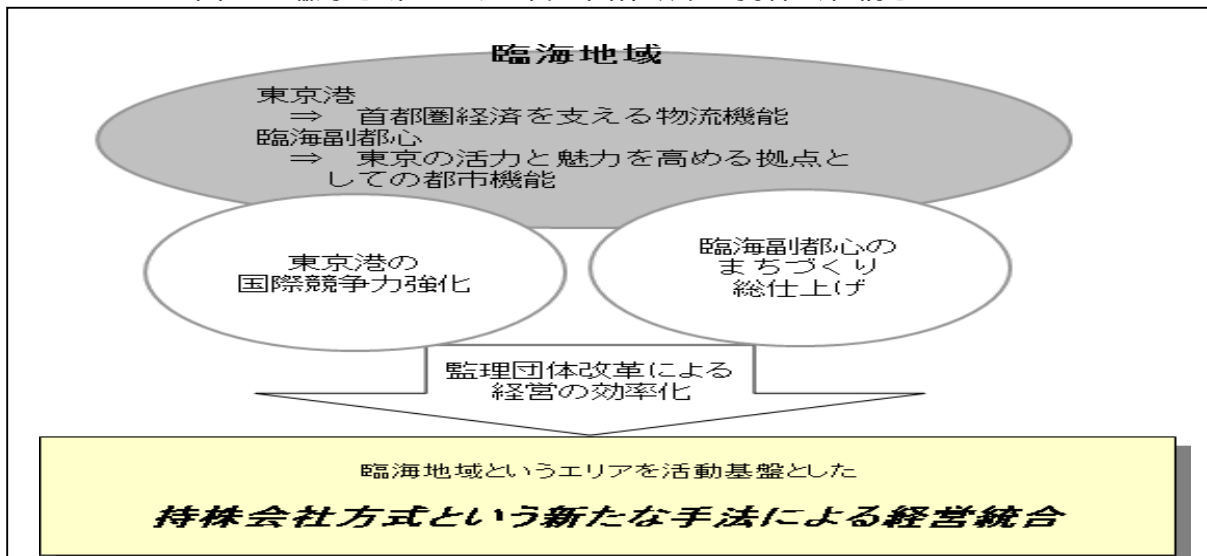 臨海地域
東京港
⇒ 首都圏経済を支える物流機能
臨海副都心
⇒ 東京の活力と魅力を高める拠点と
しての都市機能
東京港の
国際競争力強化
臨海副都心の
まちづくり
総仕上げ
監理団体改革による
経営の効率化
臨海地域というエリアを活動基盤とした
持株会社方式という新たな手法による経営統合